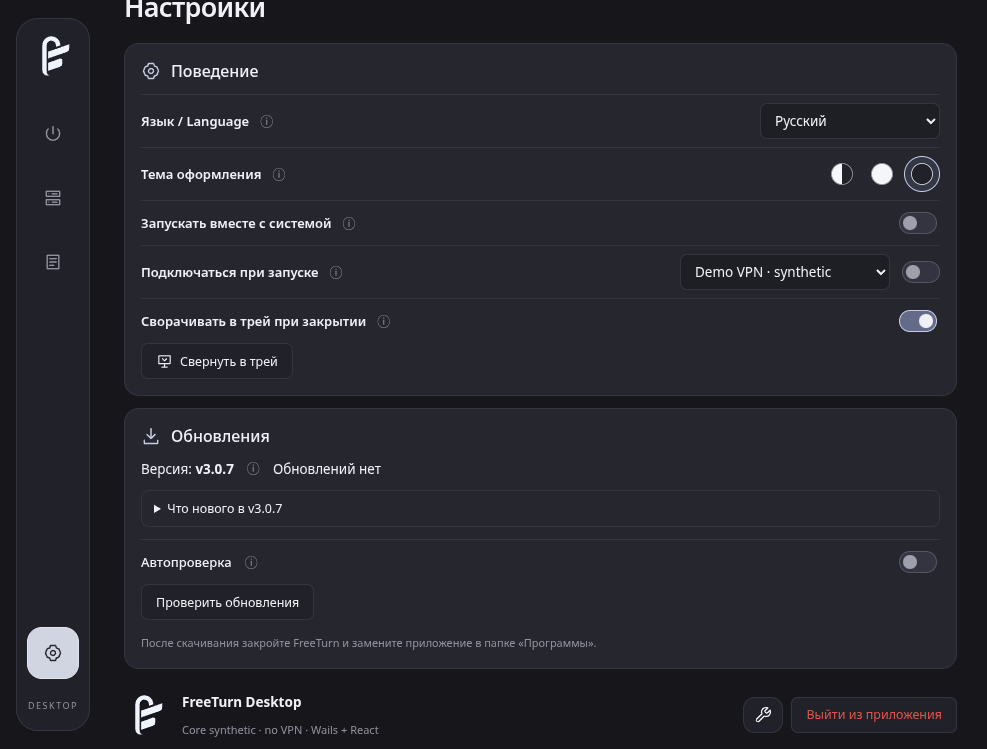 Настройки
Поведение
Язык / Language
Русский
Тема оформления
Запускать вместе с системой
Подключаться при запуске
Demo VPN · synthetic
Сворачивать в трей при закрытии
Свернуть в трей
Обновления
Версия: v3.0.7 Обновлений нет
Что нового в v3.0.7
Автопроверка
Проверить обновления
После скачивания закройте FreeTurn и замените приложение в папке «Программы».
DESKTOP
FreeTurn Desktop
Core synthetic · no VPN · Wails + React
Выйти из приложения